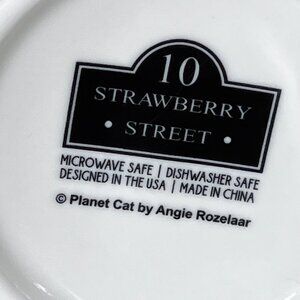 10
STRAWBERRY
• STREET •
MICROWAVE SAFE | DISHWASHER SAFE
DESIGNED IN THE USA | MADE IN CHINA
© Planet Cat by Angie Rozelaar